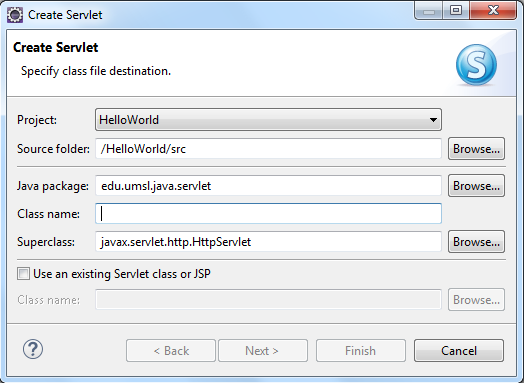 Create Servlet
Create Servlet
Specify class file destination.
S
Project: HelloWorld
Source folder: /HelloWorld/src Browse...
Java package: edu.umsl.java.servlet Browse...
Class name:
Superclass: javax.servlet.http.HttpServlet Browse...
Use an existing Servlet class or JSP
Class name: Browse...
? < Back Next > Finish Cancel